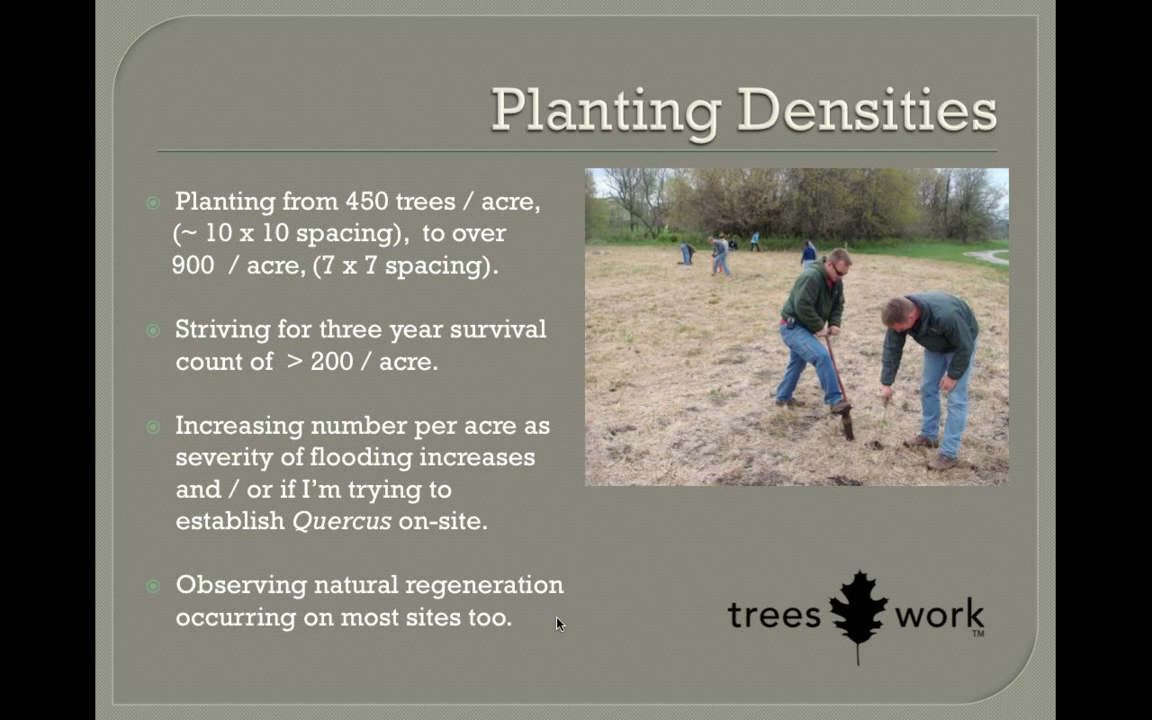 Planting Densities
Planting from 450 trees / acre,
(~ 10 x 10 spacing), to over
900 / acre, (7 x 7 spacing).
Striving for three year survival
count of > 200 / acre.
Increasing number per acre as
severity of flooding increases
and / or if I'm trying to
establish Quercus on-site.
Observing natural regeneration
occurring on most sites too.
trees work
TM